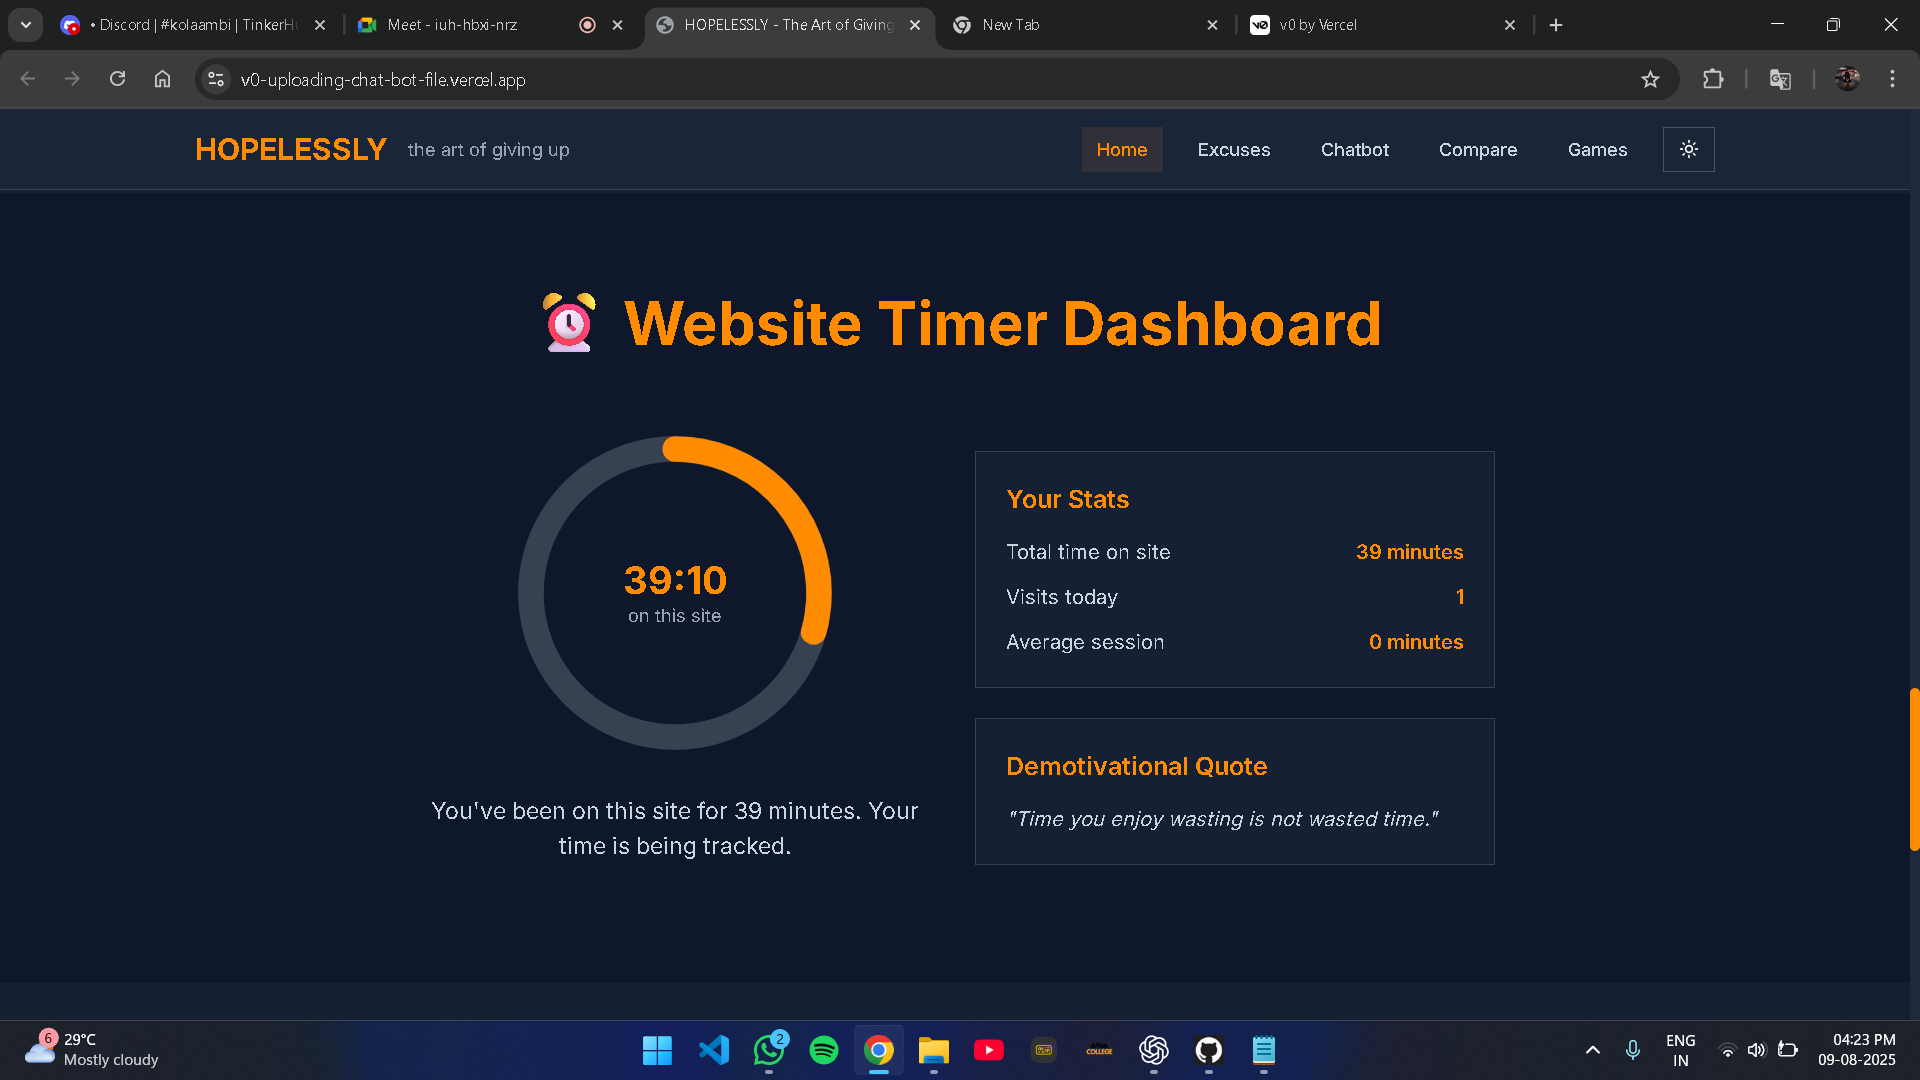 • Discord | #kolaambi | TinkerHu
Meet - iuh-hbxi-nrz
HOPELESSLY - The Art of Giving
New Tab
v0 by Vercel
v0-uploading-chat-bot-file.vercel.app
HOPELESSLY the art of giving up
Home Excuses Chatbot Compare Games
Website Timer Dashboard
39:10
on this site
You've been on this site for 39 minutes. Your
time is being tracked.
Your Stats
Total time on site 39 minutes
Visits today 1
Average session 0 minutes
Demotivational Quote
"Time you enjoy wasting is not wasted time."
6
29°C
Mostly cloudy
2
COLLEGE
ENG
IN
04:23 PM
09-08-2025